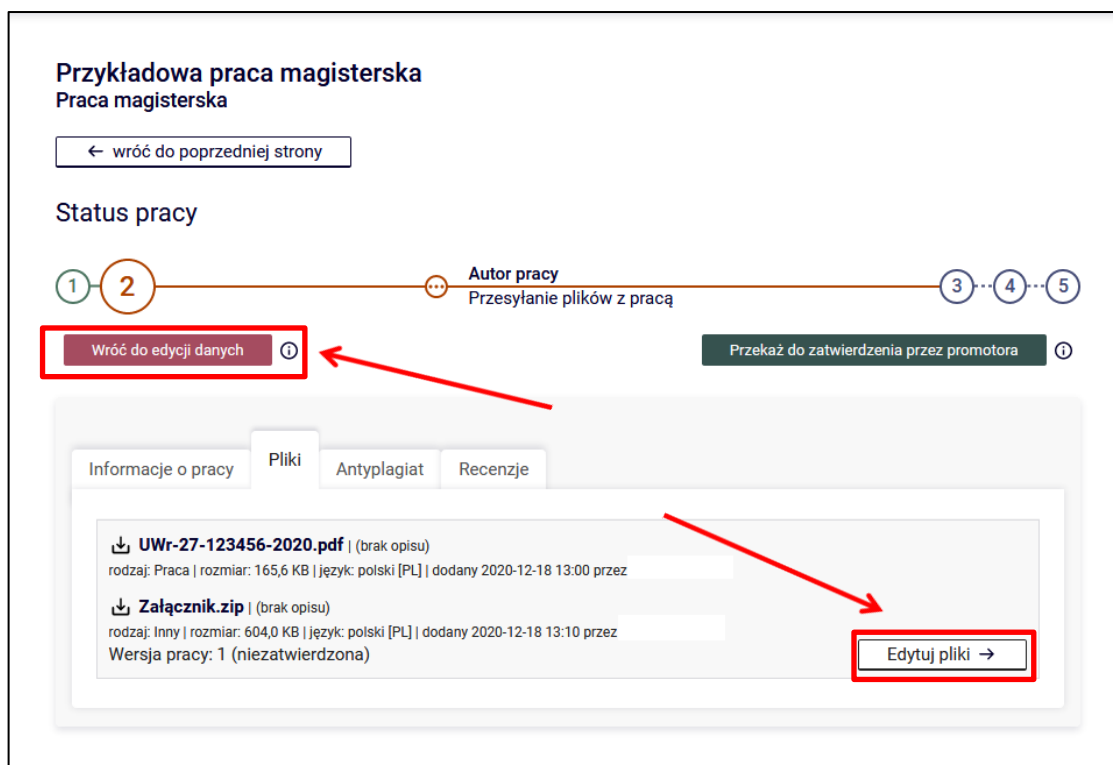 Przykładowa praca magisterska
Praca magisterska
← wróć do poprzedniej strony
Status pracy
1
2
Autor pracy
Przesyłanie plików z pracą
3
4
5
Wróć do edycji danych
Przekaż do zatwierdzenia przez promotora
Informacje o pracy
Pliki
Antyplagiat
Recenzje
UWr-27-123456-2020.pdf | (brak opisu)
rodzaj: Praca | rozmiar: 165,6 KB | język: polski [PL] | dodany 2020-12-18 13:00 przez
Załącznik.zip | (brak opisu)
rodzaj: Inny | rozmiar: 604,0 KB | język: polski [PL] | dodany 2020-12-18 13:10 przez
Wersja pracy: 1 (niezatwierdzona)
Edytuj pliki →